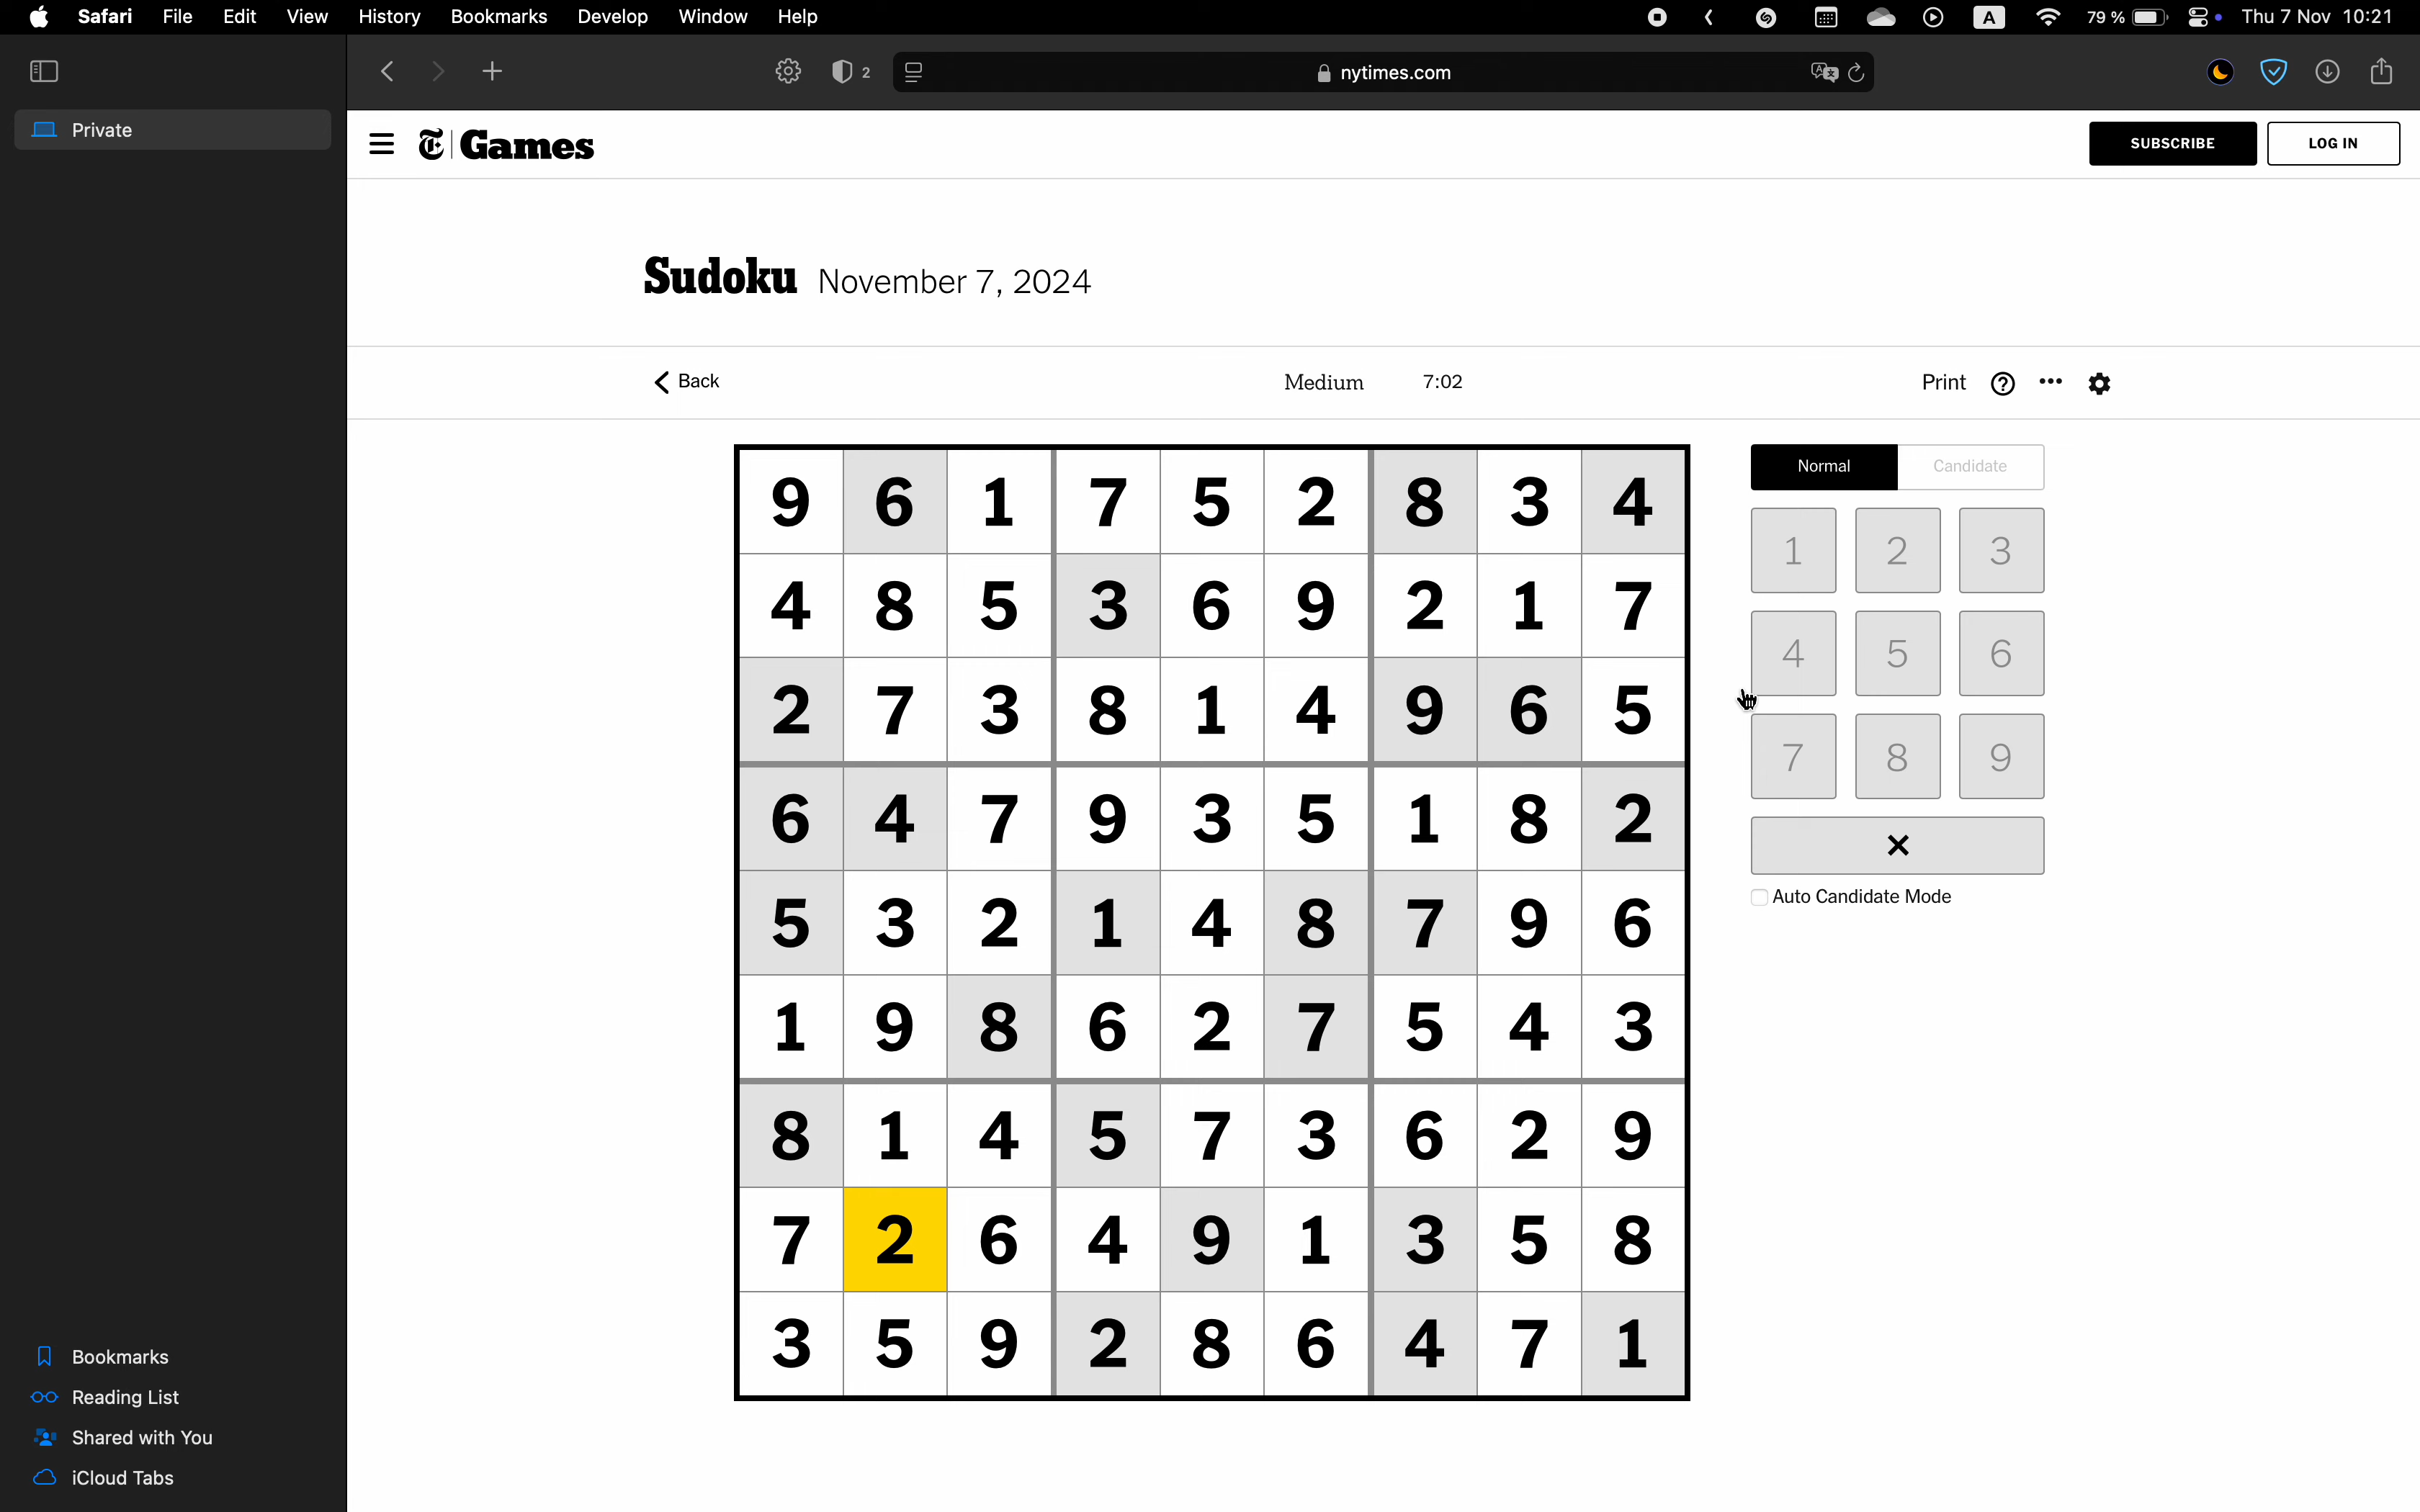 Safari File Edit View History Bookmarks Develop Window Help A 79 % Thu 7 Nov 10:21
2 nytimes.com
Private
T Games SUBSCRIBE LOG IN
Sudoku November 7, 2024
Back Medium 7:02 Print ? ···
9 6 1 7 5 2 8 3 4
4 8 5 3 6 9 2 1 7
2 7 3 8 1 4 9 6 5
6 4 7 9 3 5 1 8 2
5 3 2 1 4 8 7 9 6
1 9 8 6 2 7 5 4 3
8 1 4 5 7 3 6 2 9
7 2 6 4 9 1 3 5 8
3 5 9 2 8 6 4 7 1
Normal Candidate
1 2 3
4 5 6
7 8 9
×
Auto Candidate Mode
Bookmarks
Reading List
Shared with You
iCloud Tabs